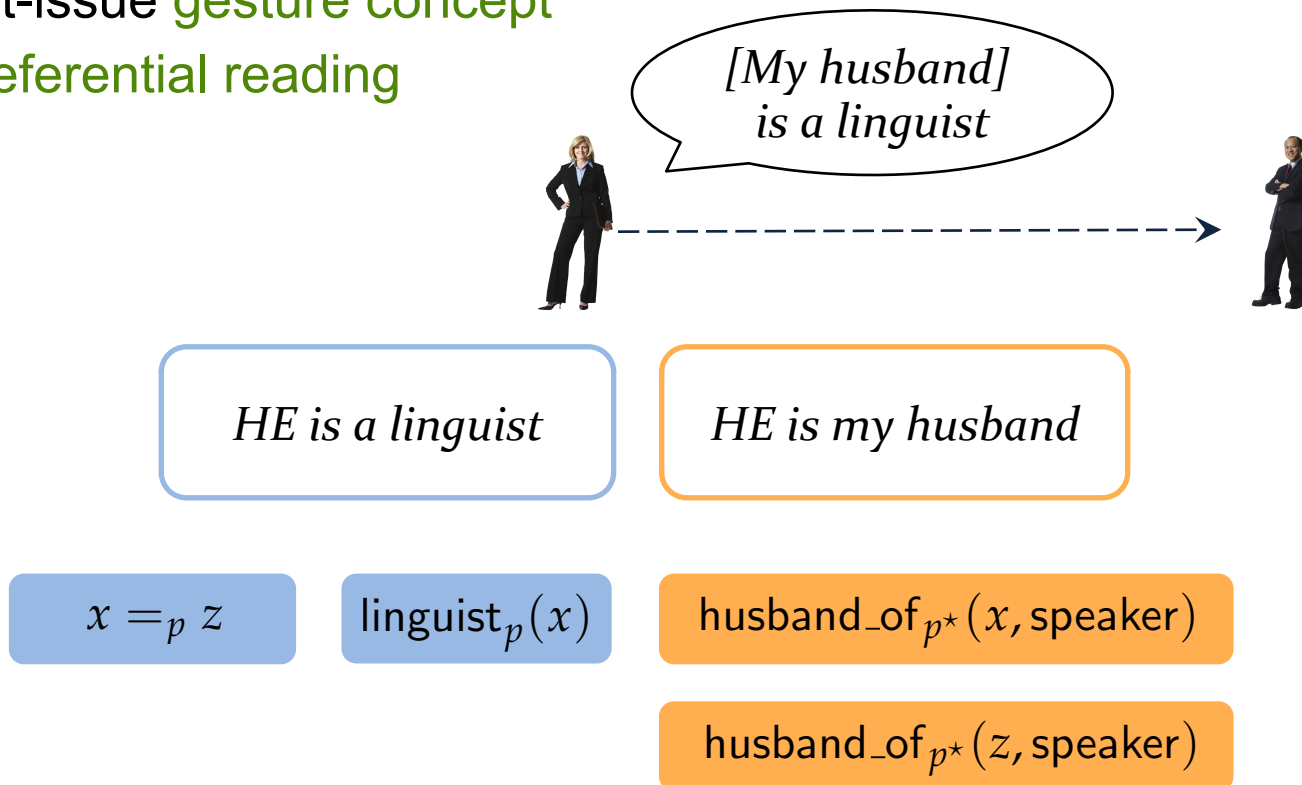 t-issue gesture concept
eferential reading
[My husband]
is a linguist
HE is a linguist
HE is my husband
x =ₚ z
linguistₚ(x)
husband_ofₚ⋆(x, speaker)
husband_ofₚ⋆(z, speaker)